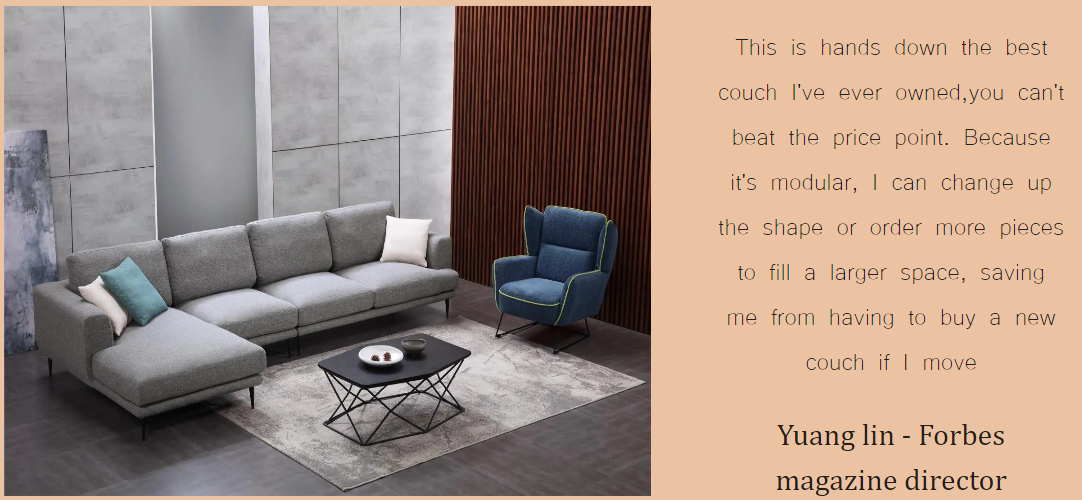 This is hands down the best
couch I've ever owned,you can't
beat the price point. Because
it's modular, I can change up
the shape or order more pieces
to fill a larger space, saving
me from having to buy a new
couch if I move
Yuang lin - Forbes
magazine director